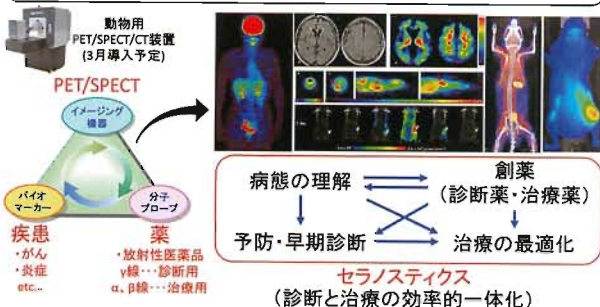 動物用
PET/SPECT/CT装置
(3月導入予定)
PET/SPECT
イメージング
機器
バイオ
マーカー
分子
プローブ
疾患
・がん
・炎症
etc...
薬
・放射性医薬品
γ線・・・診断用
α、β線・・・治療用
病態の理解
創薬
(診断薬・治療薬)
予防・早期診断
治療の最適化
セラノスティクス
(診断と治療の効率的一体化)